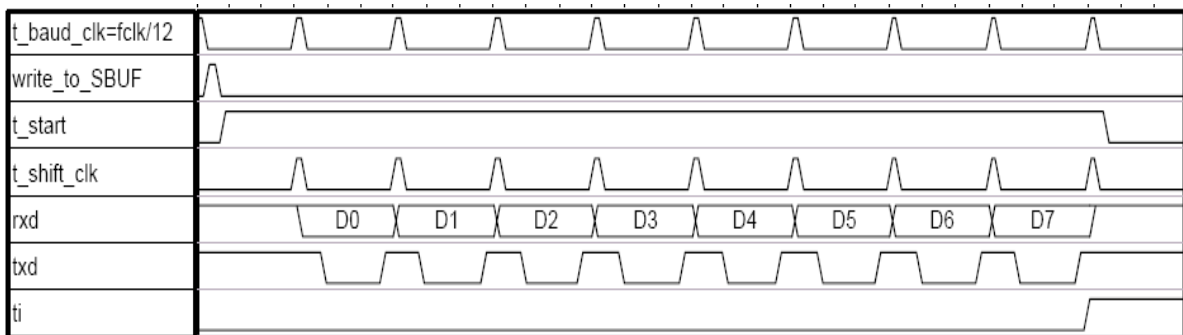 t_baud_clk=fclk/12
write_to_SBUF
t_start
t_shift_clk
rxd D0 D1 D2 D3 D4 D5 D6 D7
txd
ti